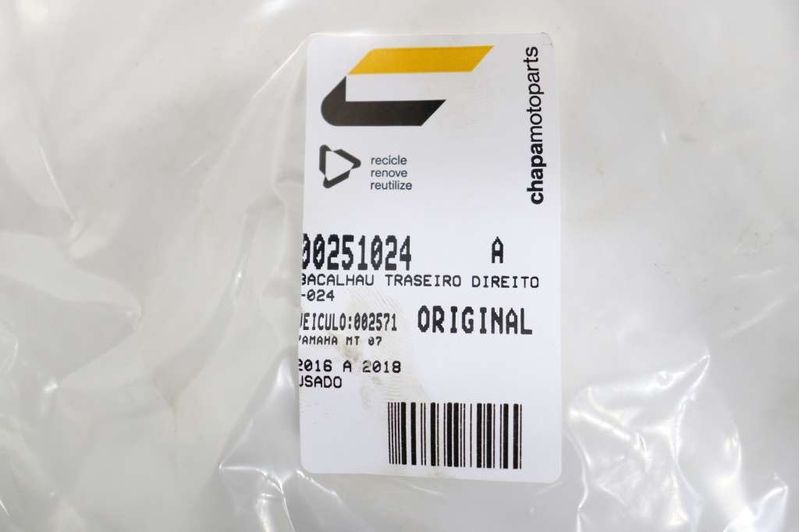 chapamotoparts
recicle
renove
reutilize
00251024 A
BACALHAU TRASEIRO DIREITO
-024
VEICULO:002571 ORIGINAL
YAMAHA MT 07
2016 A 2018
USADO